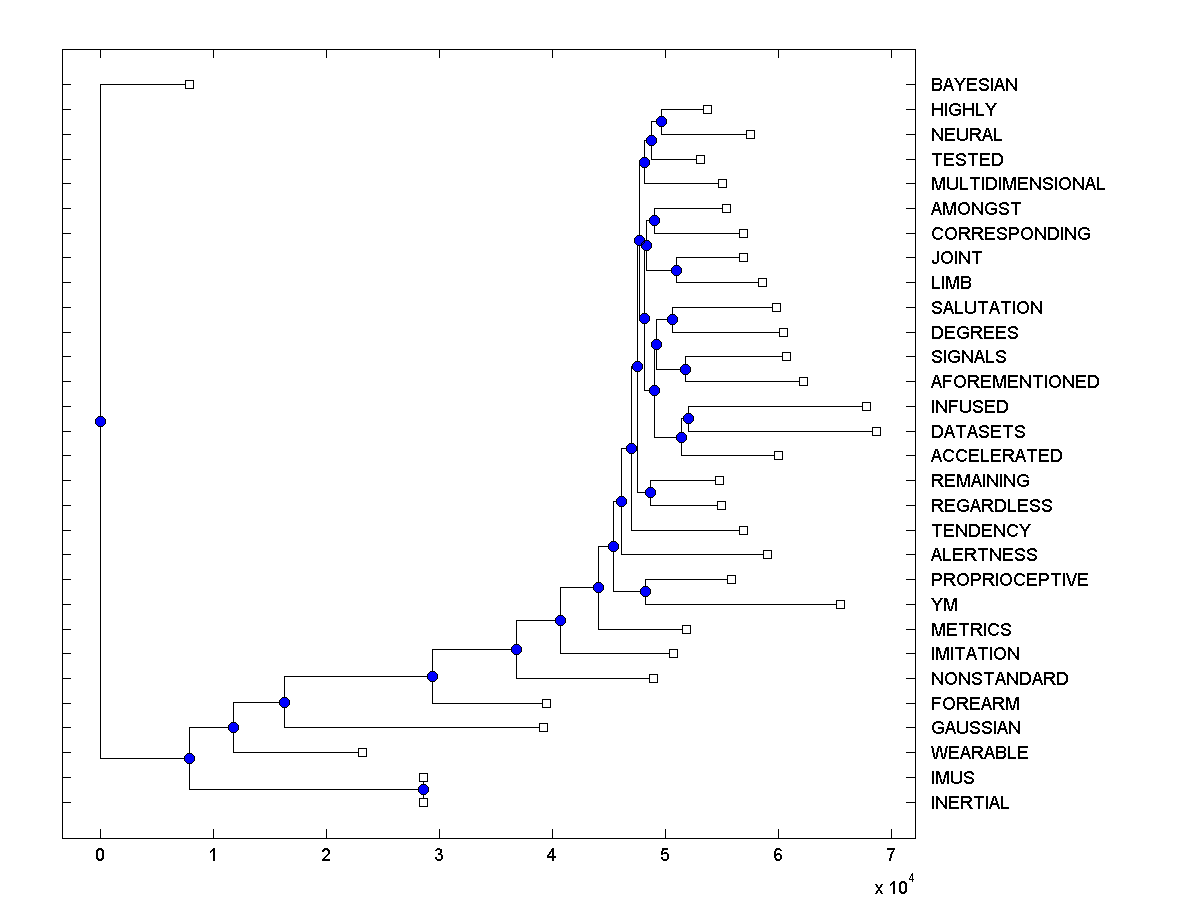 BAYESIAN
HIGHLY
NEURAL
TESTED
MULTIDIMENSIONAL
AMONGST
CORRESPONDING
JOINT
LIMB
SALUTATION
DEGREES
SIGNALS
AFOREMENTIONED
INFUSED
DATASETS
ACCELERATED
REMAINING
REGARDLESS
TENDENCY
ALERTNESS
PROPRIOCEPTIVE
YM
METRICS
IMITATION
NONSTANDARD
FOREARM
GAUSSIAN
WEARABLE
IMUS
INERTIAL
0 1 2 3 4 5 6 7
x 10^4